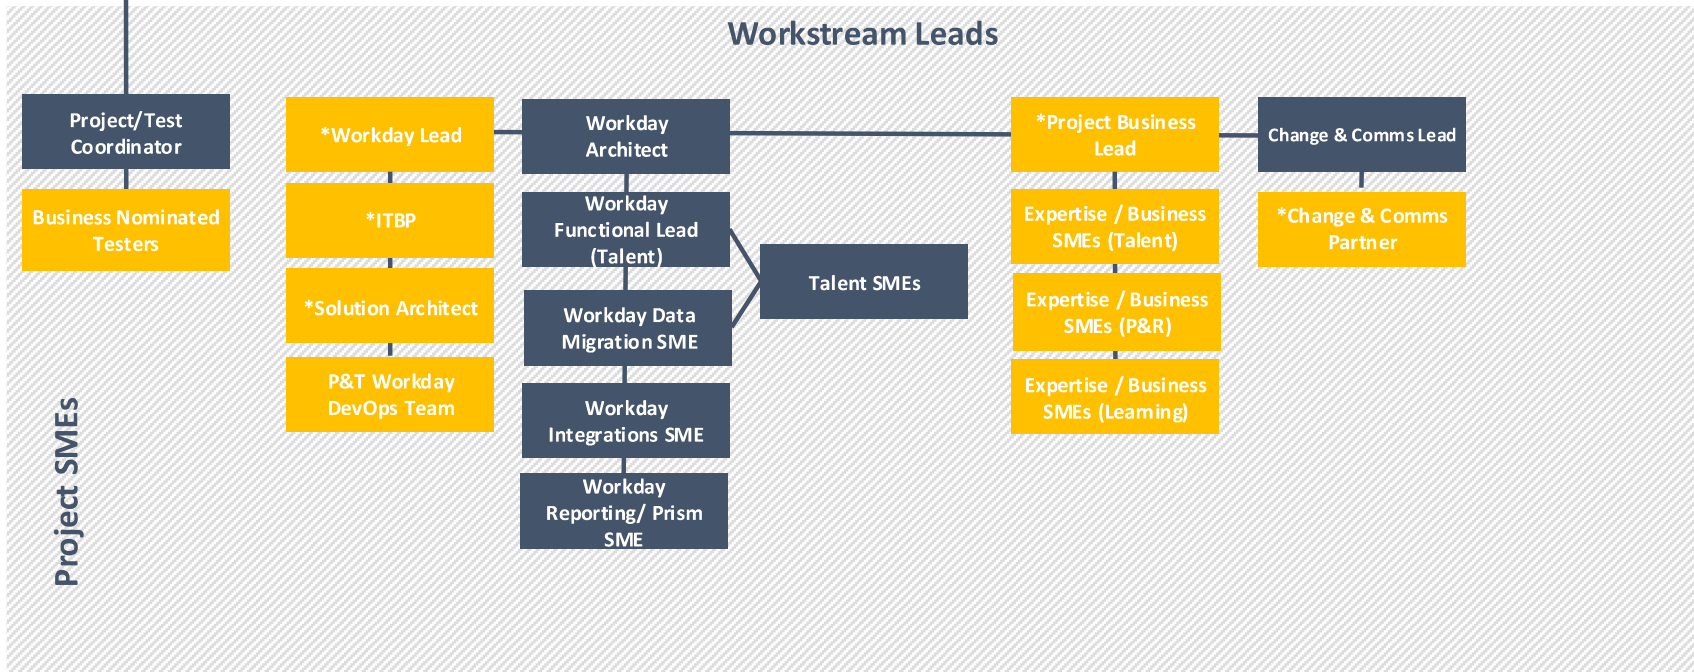 Workstream Leads
Project/Test
Coordinator
Business Nominated
Testers
*Workday Lead
*ITBP
*Solution Architect
P&T Workday
DevOps Team
Workday
Architect
Workday
Functional Lead
(Talent)
Workday Data
Migration SME
Workday
Integrations SME
Workday
Reporting/ Prism
SME
Talent SMEs
*Project Business
Lead
Expertise / Business
SMEs (Talent)
Expertise / Business
SMEs (P&R)
Expertise / Business
SMEs (Learning)
Change & Comms Lead
*Change & Comms
Partner
Project SMEs